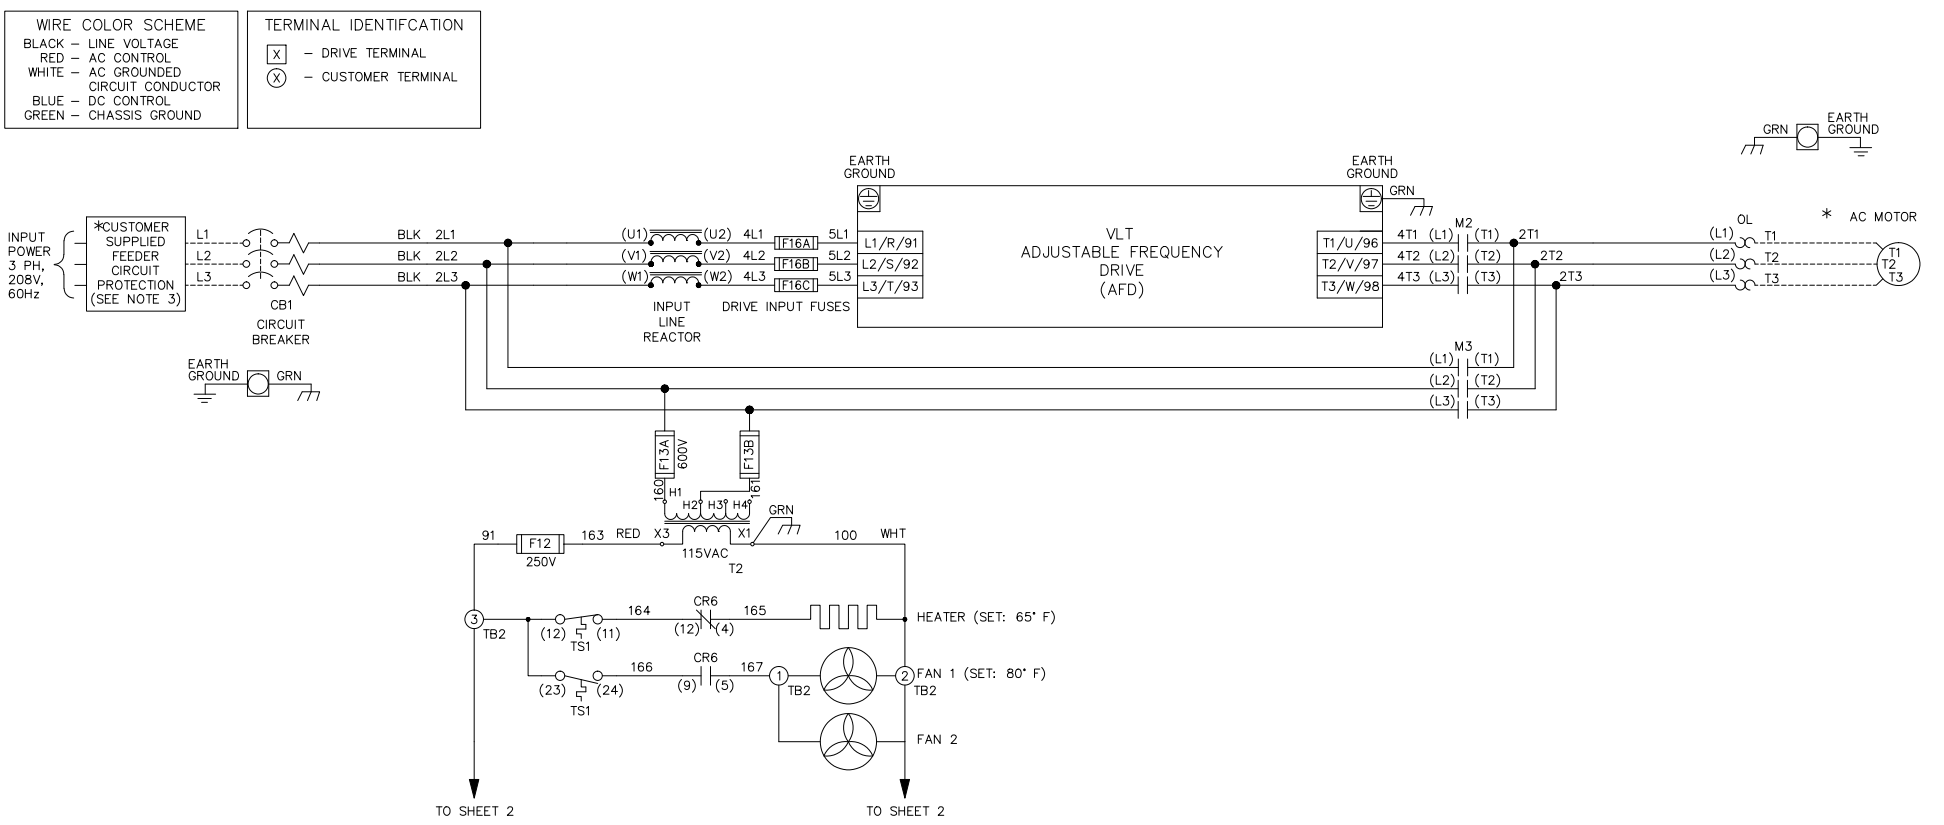 WIRE COLOR SCHEME
BLACK – LINE VOLTAGE
RED – AC CONTROL
WHITE – AC GROUNDED
CIRCUIT CONDUCTOR
BLUE – DC CONTROL
GREEN – CHASSIS GROUND
TERMINAL IDENTIFCATION
X – DRIVE TERMINAL
X – CUSTOMER TERMINAL
GRN
EARTH
GROUND
INPUT
POWER
3 PH,
208V,
60Hz
*CUSTOMER
SUPPLIED
FEEDER
CIRCUIT
PROTECTION
(SEE NOTE 3)
L1
L2
L3
CB1
CIRCUIT
BREAKER
BLK 2L1
BLK 2L2
BLK 2L3
(U1) (U2) 4L1 F16A 5L1
(V1) (V2) 4L2 F16B 5L2
(W1) (W2) 4L3 F16C 5L3
INPUT
LINE
REACTOR
DRIVE INPUT FUSES
EARTH
GROUND
L1/R/91
L2/S/92
L3/T/93
VLT
ADJUSTABLE FREQUENCY
DRIVE
(AFD)
EARTH
GROUND
GRN
T1/U/96
T2/V/97
T3/W/98
M2
4T1 (L1) (T1) 2T1
4T2 (L2) (T2) 2T2
4T3 (L3) (T3) 2T3
OL
(L1) T1
(L2) T2
(L3) T3
* AC MOTOR
T1
T2
T3
EARTH
GROUND
GRN
M3
(L1) (T1)
(L2) (T2)
(L3) (T3)
F13A
600V
F13B
160
H1
H2
H3
H4
161
GRN
91
F12
250V
163
RED
X3
X1
115VAC
T2
100
WHT
3
TB2
(12)
(11)
TS1
164
CR6
(12)
(4)
165
HEATER (SET: 65° F)
(23)
(24)
TS1
166
CR6
(9)
(5)
167
1
TB2
2
TB2
FAN 1 (SET: 80° F)
FAN 2
TO SHEET 2
TO SHEET 2